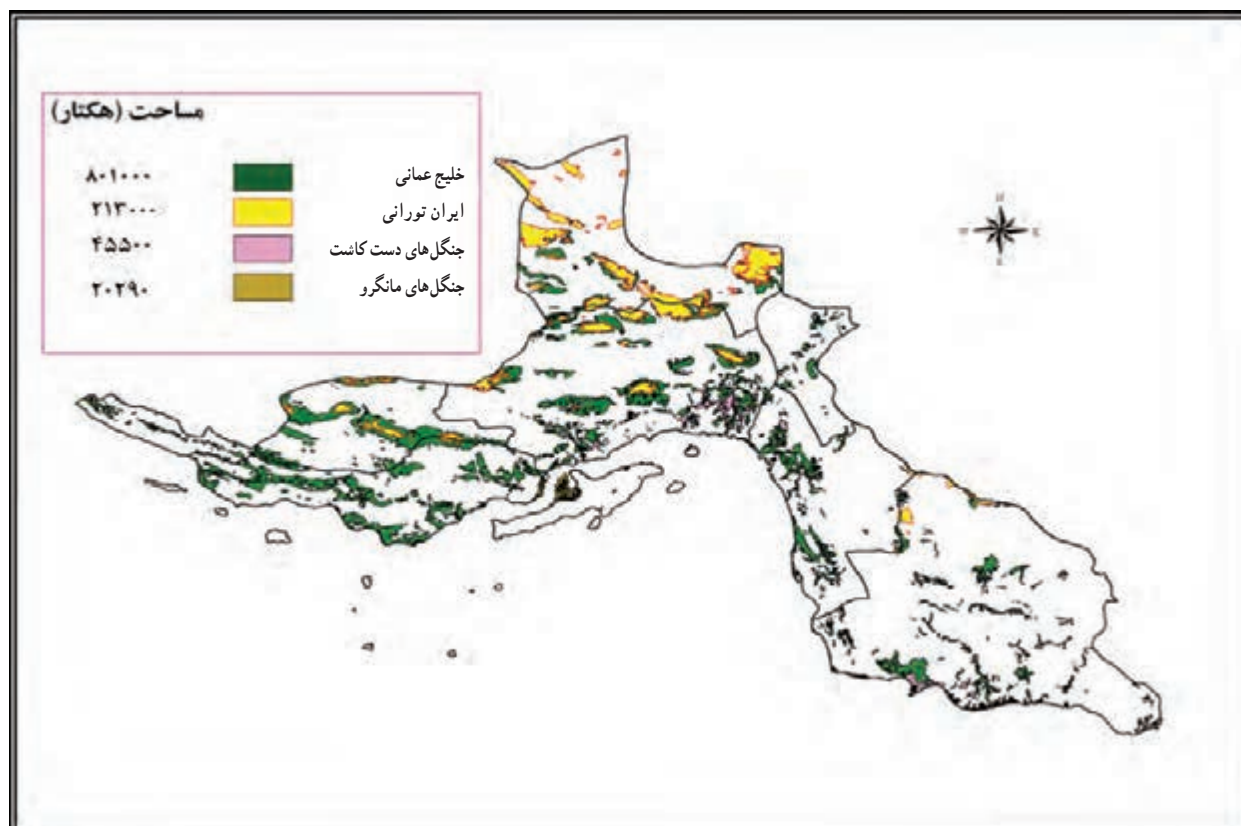 مساحت (هکتار)
خلیج عمانی ۸۰۱۰۰۰
ایران تورانی ۲۱۳۰۰۰
جنگل‌های دست کاشت ۴۵۵۰۰
جنگل‌های مانگرو ۲۰۲۹۰